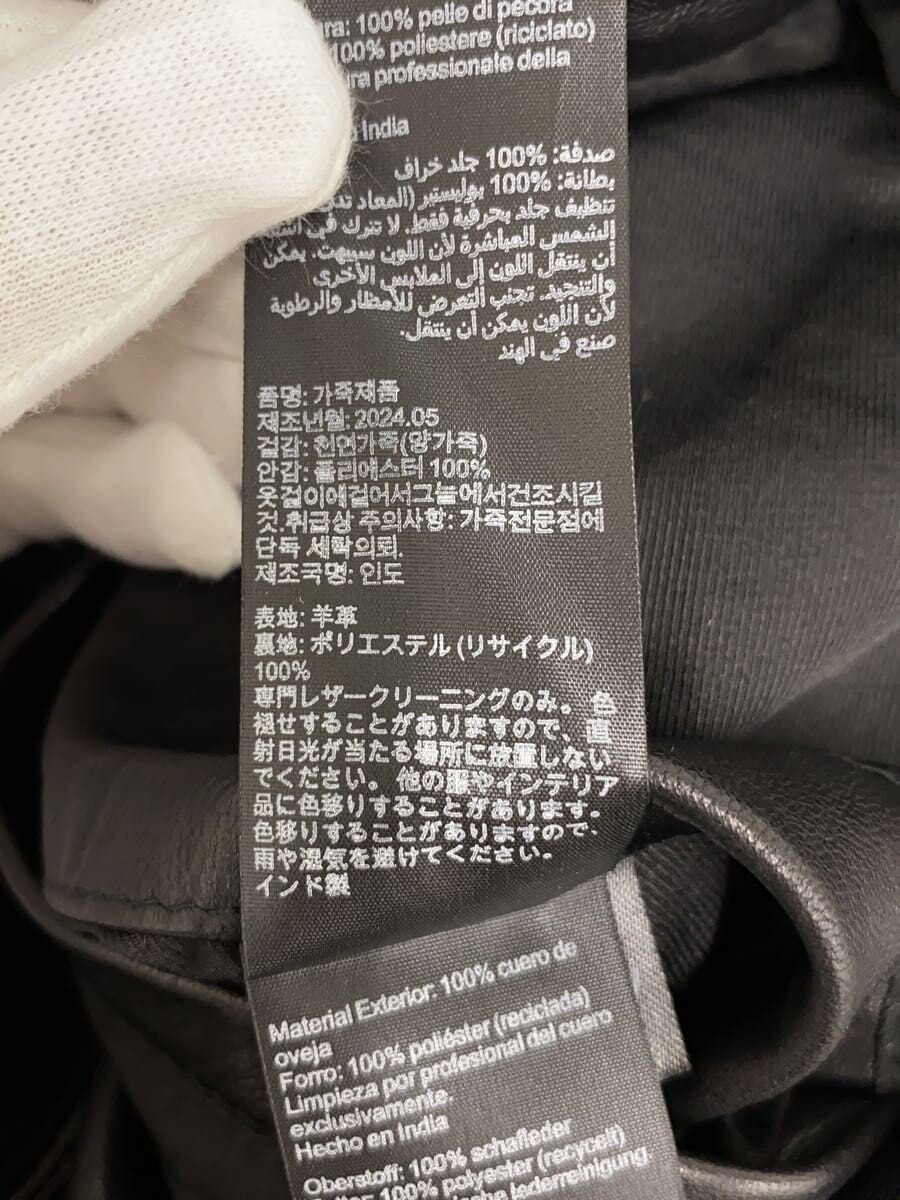 100% pelle di pecora
100% poliestere (riciclato)
professionale della
India
صدفة: 100% جلد خراف
بطانة: 100% بوليستر (المعاد
تنظيف جلد بحرفية فقط. لا تترك في
الشمس المباشرة لأن اللون سيبهت. يمكن
أن ينتقل اللون إلى الملابس الأخرى
والتنجيد. تجنب التعرض للأمطار والرطوبة
لأن اللون يمكن أن ينتقل.
صنع في الهند
품명: 가죽제품
제조년월: 2024.05
겉감: 천연가죽(양가죽)
안감: 폴리에스터 100%
옷걸이에걸어서그늘에서건조시킬
것.취급상 주의사항: 가죽전문점에
단독 세탁의뢰.
제조국명: 인도
表地: 羊革
裏地: ポリエステル (リサイクル)
100%
専門レザークリーニングのみ。色
褪せすることがありますので、直
射日光が当たる場所に放置しない
でください。他の服やインテリア
品に色移りすることがあります。
色移りすることがありますので、
雨や湿気を避けてください。
インド製
Material Exterior: 100% cuero de
oveja
Forro: 100% poliéster (reciclada)
Limpieza por profesional del cuero
exclusivamente.
Hecho en India
Oberstoff: 100% schafleder
100% polyester (recycelt)
lederreinigung.